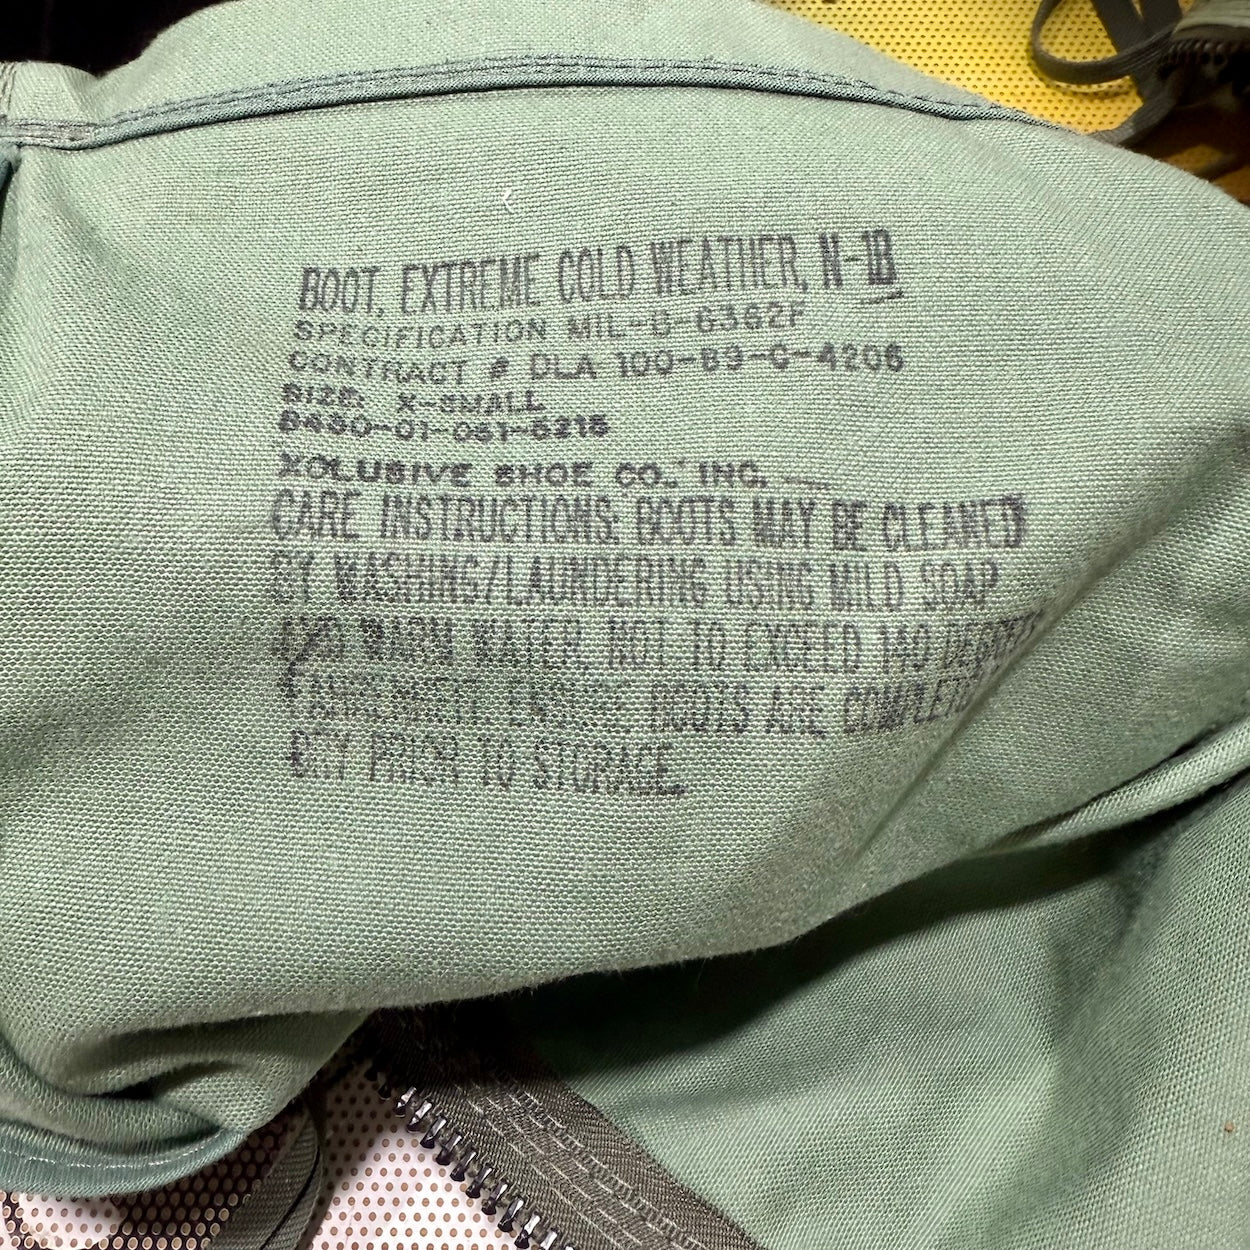 BOOT, EXTREME COLD WEATHER, N-1B
SPECIFICATION MIL-B-6362F
CONTRACT # DLA 100-89-C-4206
SIZE: X-SMALL
8430-01-061-6215
XCLUSIVE SHOE CO. INC.
CARE INSTRUCTIONS: BOOTS MAY BE CLEANED
BY WASHING/LAUNDERING USING MILD SOAP
AND WARM WATER, NOT TO EXCEED 140 DEGREES
FAHRENHEIT. ENSURE BOOTS ARE COMPLETELY
DRY PRIOR TO STORAGE.